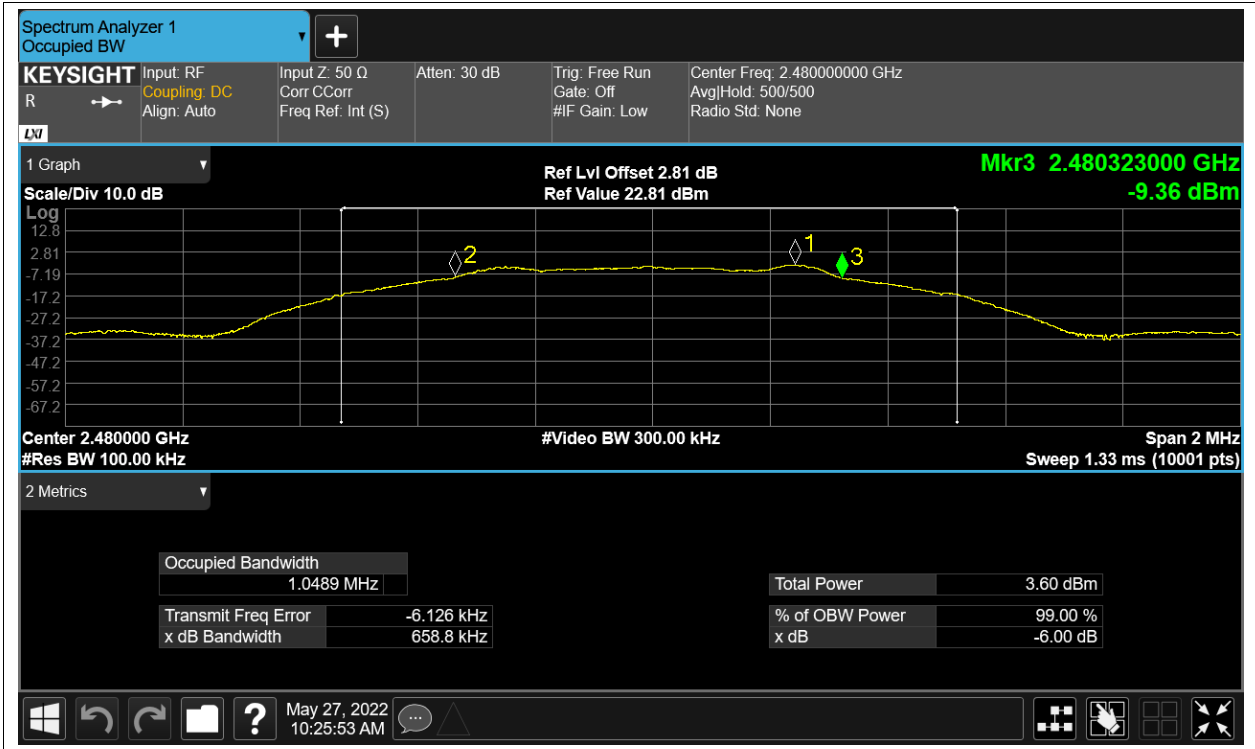 Spectrum Analyzer 1
Occupied BW
KEYSIGHT
R
LXI
Input: RF
Coupling: DC
Align: Auto
Input Z: 50 Ω
Corr CCorr
Freq Ref: Int (S)
Atten: 30 dB
Trig: Free Run
Gate: Off
#IF Gain: Low
Center Freq: 2.480000000 GHz
Avg|Hold: 500/500
Radio Std: None
1 Graph
Scale/Div 10.0 dB
Ref Lvl Offset 2.81 dB
Ref Value 22.81 dBm
Mkr3 2.480323000 GHz
-9.36 dBm
Log
12.8
2.81
-7.19
-17.2
-27.2
-37.2
-47.2
-57.2
-67.2
2
1
3
Center 2.480000 GHz
#Res BW 100.00 kHz
#Video BW 300.00 kHz
Span 2 MHz
Sweep 1.33 ms (10001 pts)
2 Metrics
Occupied Bandwidth
1.0489 MHz
Transmit Freq Error -6.126 kHz
x dB Bandwidth 658.8 kHz
Total Power 3.60 dBm
% of OBW Power 99.00 %
x dB -6.00 dB
?
May 27, 2022
10:25:53 AM